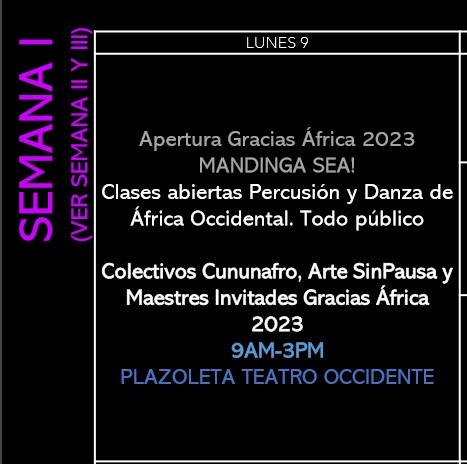 SEMANA I
(VER SEMANA II Y III)
LUNES 9
Apertura Gracias África 2023
MANDINGA SEA!
Clases abiertas Percusión y Danza de
África Occidental. Todo público
Colectivos Cununafro, Arte SinPausa y
Maestres Invitades Gracias África
2023
9AM-3PM
PLAZOLETA TEATRO OCCIDENTE